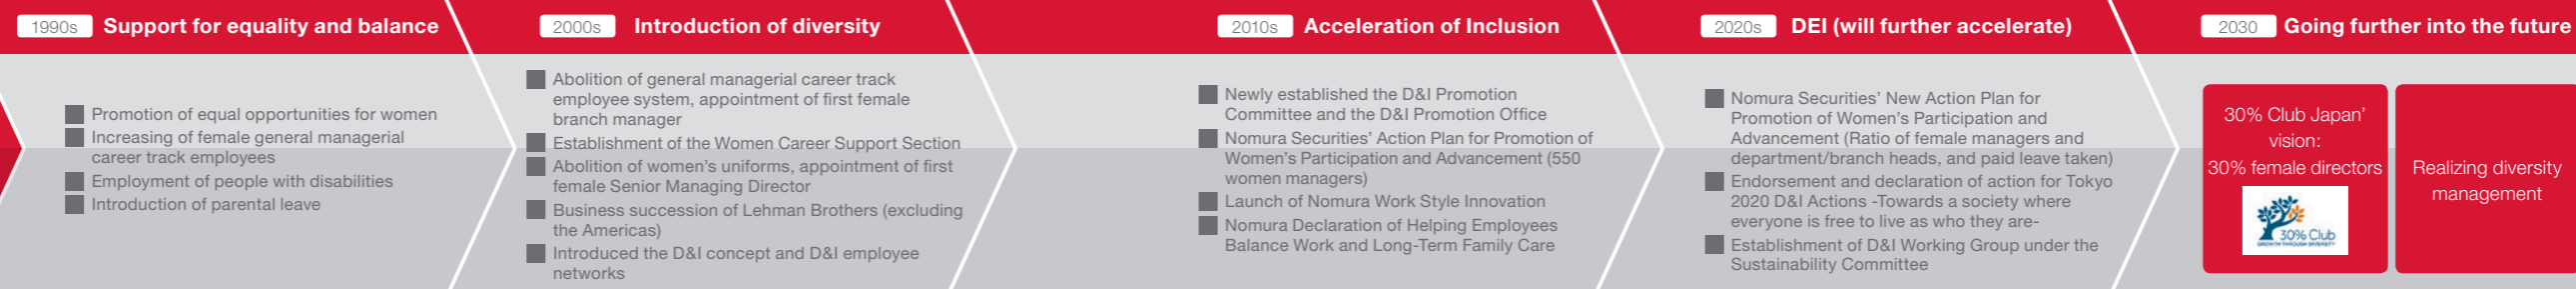 1990s Support for equality and balance
Promotion of equal opportunities for women
Increasing of female general managerial
career track employees
Employment of people with disabilities
Introduction of parental leave
2000s Introduction of diversity
Abolition of general managerial career track
employee system, appointment of first female
branch manager
Establishment of the Women Career Support Section
Abolition of women's uniforms, appointment of first
female Senior Managing Director
Business succession of Lehman Brothers (excluding
the Americas)
Introduced the D&I concept and D&I employee
networks
2010s Acceleration of Inclusion
Newly established the D&I Promotion
Committee and the D&I Promotion Office
Nomura Securities' Action Plan for Promotion of
Women's Participation and Advancement (550
women managers)
Launch of Nomura Work Style Innovation
Nomura Declaration of Helping Employees
Balance Work and Long-Term Family Care
2020s DEI (will further accelerate)
Nomura Securities' New Action Plan for
Promotion of Women's Participation and
Advancement (Ratio of female managers and
department/branch heads, and paid leave taken)
Endorsement and declaration of action for Tokyo
2020 D&I Actions -Towards a society where
everyone is free to live as who they are-
Establishment of D&I Working Group under the
Sustainability Committee
2030 Going further into the future
30% Club Japan'
vision:
30% female directors
30% Club
GROWTH THROUGH DIVERSITY
Realizing diversity
management